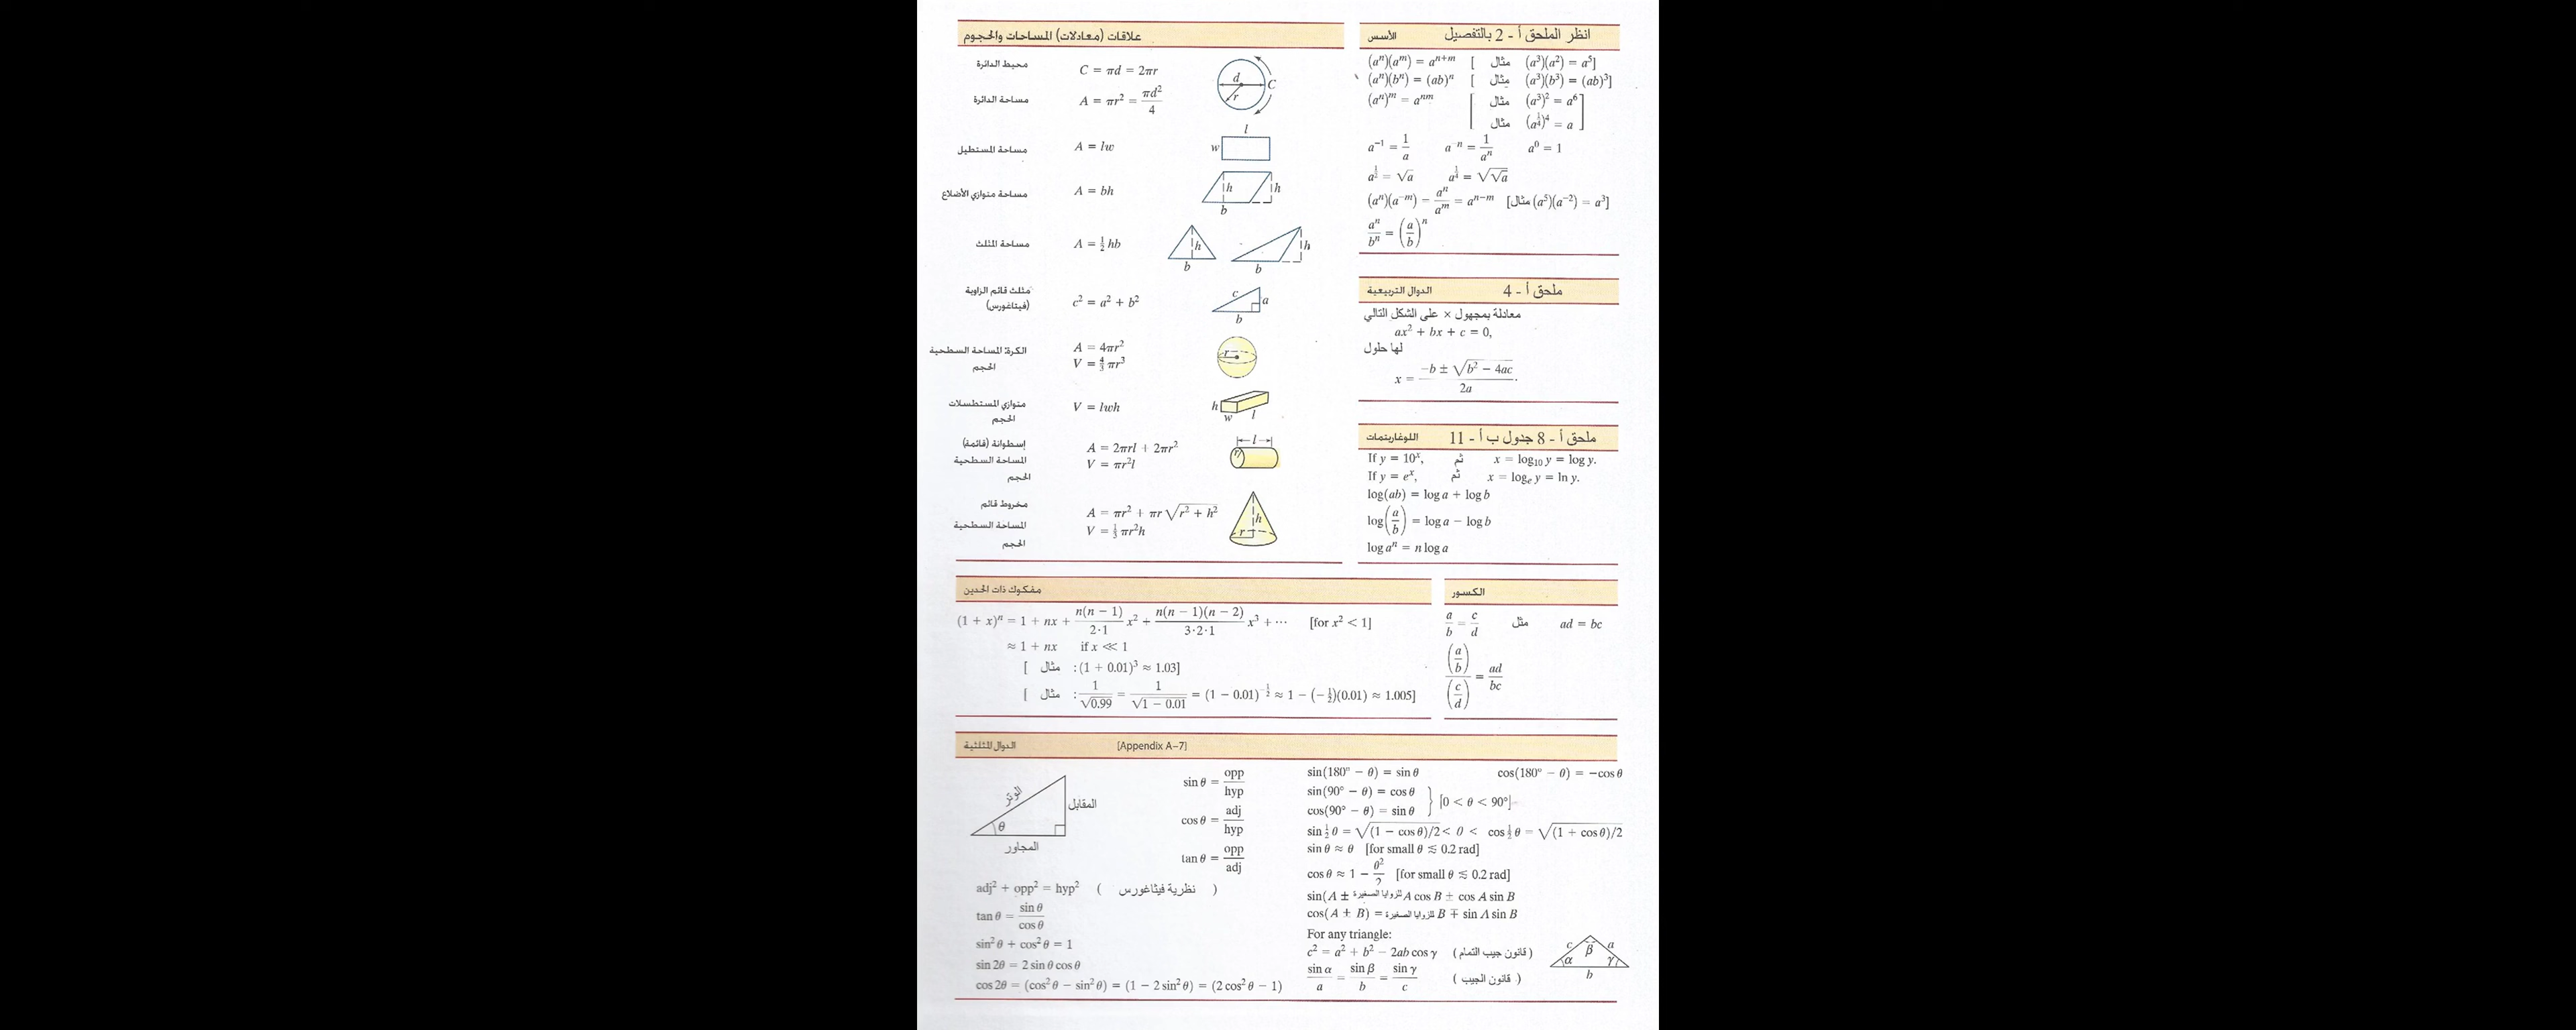 علاقات (معادلات) المساحات والحجوم
محيط الدائرة C = πd = 2πr
d C r
مساحة الدائرة A = πr² = πd²/4
مساحة المستطيل A = lw
l w
مساحة متوازي الأضلاع A = bh
h h b
مساحة المثلث A = ½ hb
h b h b
مثلث قائم الزاوية
(فيتاغورس) c² = a² + b²
c a b
الكرة: المساحة السطحية A = 4πr²
الحجم V = 4/3 πr³
r
متوازي المستطسلات
الحجم V = lwh
h w l
إسطوانة (قائمة)
المساحة السطحية A = 2πrl + 2πr²
الحجم V = πr²l
l r
مخروط قائم
المساحة السطحية A = πr² + πr √(r² + h²)
الحجم V = ⅓ πr²h
h r
الأسس انظر الملحق أ - 2 بالتفصيل
(aⁿ)(aᵐ) = aⁿ⁺ᵐ [ مثال (a³)(a²) = a⁵]
(aⁿ)(bⁿ) = (ab)ⁿ [ مثال (a³)(b³) = (ab)³]
(aⁿ)ᵐ = aⁿᵐ [ مثال (a³)² = a⁶
مثال (a^¼)⁴ = a ]
a⁻¹ = 1/a a⁻ⁿ = 1/aⁿ a⁰ = 1
a^½ = √a a^¼ = √√a
(aⁿ)(a⁻ᵐ) = aⁿ/aᵐ = aⁿ⁻ᵐ [مثال (a⁵)(a⁻²) = a³]
aⁿ/bⁿ = (a/b)ⁿ
الدوال التربيعية ملحق أ - 4
معادلة بمجهول x على الشكل التالي
ax² + bx + c = 0,
لها حلول
x = (-b ± √(b² − 4ac))/2a.
اللوغاريتمات ملحق أ - 8 جدول ب أ - 11
If y = 10ˣ, ثم x = log₁₀ y = log y.
If y = eˣ, ثم x = logₑ y = ln y.
log(ab) = log a + log b
log(a/b) = log a − log b
log aⁿ = n log a
مفكوك ذات الحدين
(1 + x)ⁿ = 1 + nx + n(n − 1)/2·1 x² + n(n − 1)(n − 2)/3·2·1 x³ + ··· [for x² < 1]
≈ 1 + nx if x ≪ 1
[ مثال : (1 + 0.01)³ ≈ 1.03]
[ مثال : 1/√0.99 = 1/√(1 − 0.01) = (1 − 0.01)^−½ ≈ 1 − (−½)(0.01) ≈ 1.005]
الكسور
a/b = c/d مثل ad = bc
(a/b)/(c/d) = ad/bc
الدوال المثلثية [Appendix A–7]
الوتر
المقابل
θ
المجاور
sin θ = opp/hyp
cos θ = adj/hyp
tan θ = opp/adj
adj² + opp² = hyp² ( نظرية فيثاغورس )
tan θ = sin θ/cos θ
sin² θ + cos² θ = 1
sin 2θ = 2 sin θ cos θ
cos 2θ = (cos² θ − sin² θ) = (1 − 2 sin² θ) = (2 cos² θ − 1)
sin(180° − θ) = sin θ cos(180° − θ) = −cos θ
sin(90° − θ) = cos θ
cos(90° − θ) = sin θ } [0 < θ < 90°]
sin ½ θ = √(1 − cos θ)/2 < 0 < cos ½ θ = √(1 + cos θ)/2
sin θ ≈ θ [for small θ ≲ 0.2 rad]
cos θ ≈ 1 − θ²/2 [for small θ ≲ 0.2 rad]
sin(A ± للزوايا الصغيرة A cos B ± cos A sin B
cos(A ± B) = للزوايا الصغيرة B ∓ sin A sin B
For any triangle:
c² = a² + b² − 2ab cos γ ( قانون جيب التمام )
sin α/a = sin β/b = sin γ/c ( قانون الجيب )
c β a
α γ
b